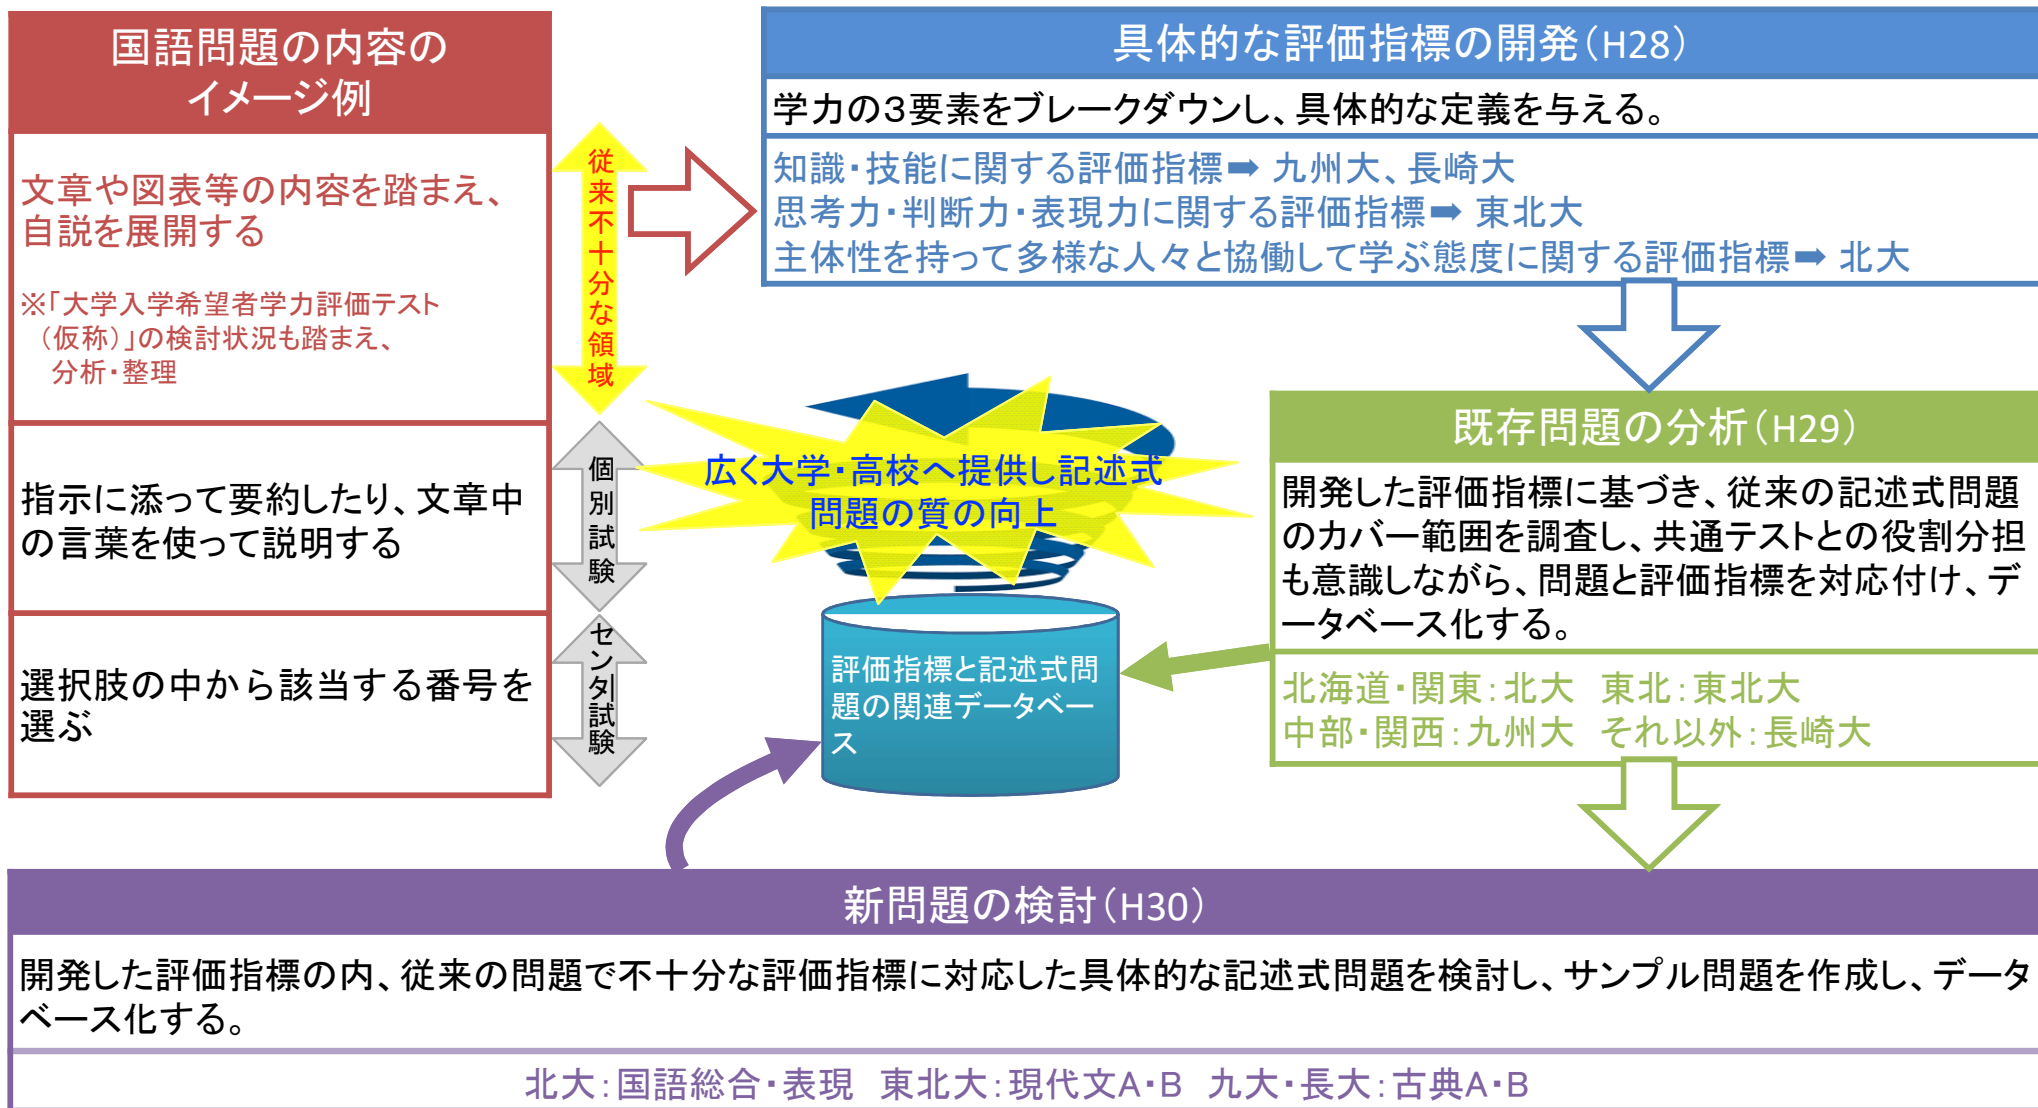 国語問題の内容の
イメージ例
文章や図表等の内容を踏まえ、
自説を展開する
※「大学入学希望者学力評価テスト
（仮称）」の検討状況も踏まえ、
分析・整理
指示に添って要約したり、文章中
の言葉を使って説明する
選択肢の中から該当する番号を
選ぶ
従来不十分な領域
個別試験
センター試験
具体的な評価指標の開発（H28）
学力の３要素をブレークダウンし、具体的な定義を与える。
知識・技能に関する評価指標➡ 九州大、長崎大
思考力・判断力・表現力に関する評価指標➡ 東北大
主体性を持って多様な人々と協働して学ぶ態度に関する評価指標➡ 北大
広く大学・高校へ提供し記述式
問題の質の向上
評価指標と記述式問
題の関連データベー
ス
既存問題の分析（H29）
開発した評価指標に基づき、従来の記述式問題
のカバー範囲を調査し、共通テストとの役割分担
も意識しながら、問題と評価指標を対応付け、デ
ータベース化する。
北海道・関東：北大　東北：東北大
中部・関西：九州大　それ以外：長崎大
新問題の検討（H30）
開発した評価指標の内、従来の問題で不十分な評価指標に対応した具体的な記述式問題を検討し、サンプル問題を作成し、データ
ベース化する。
北大：国語総合・表現　東北大：現代文A・B　九大・長大：古典A・B